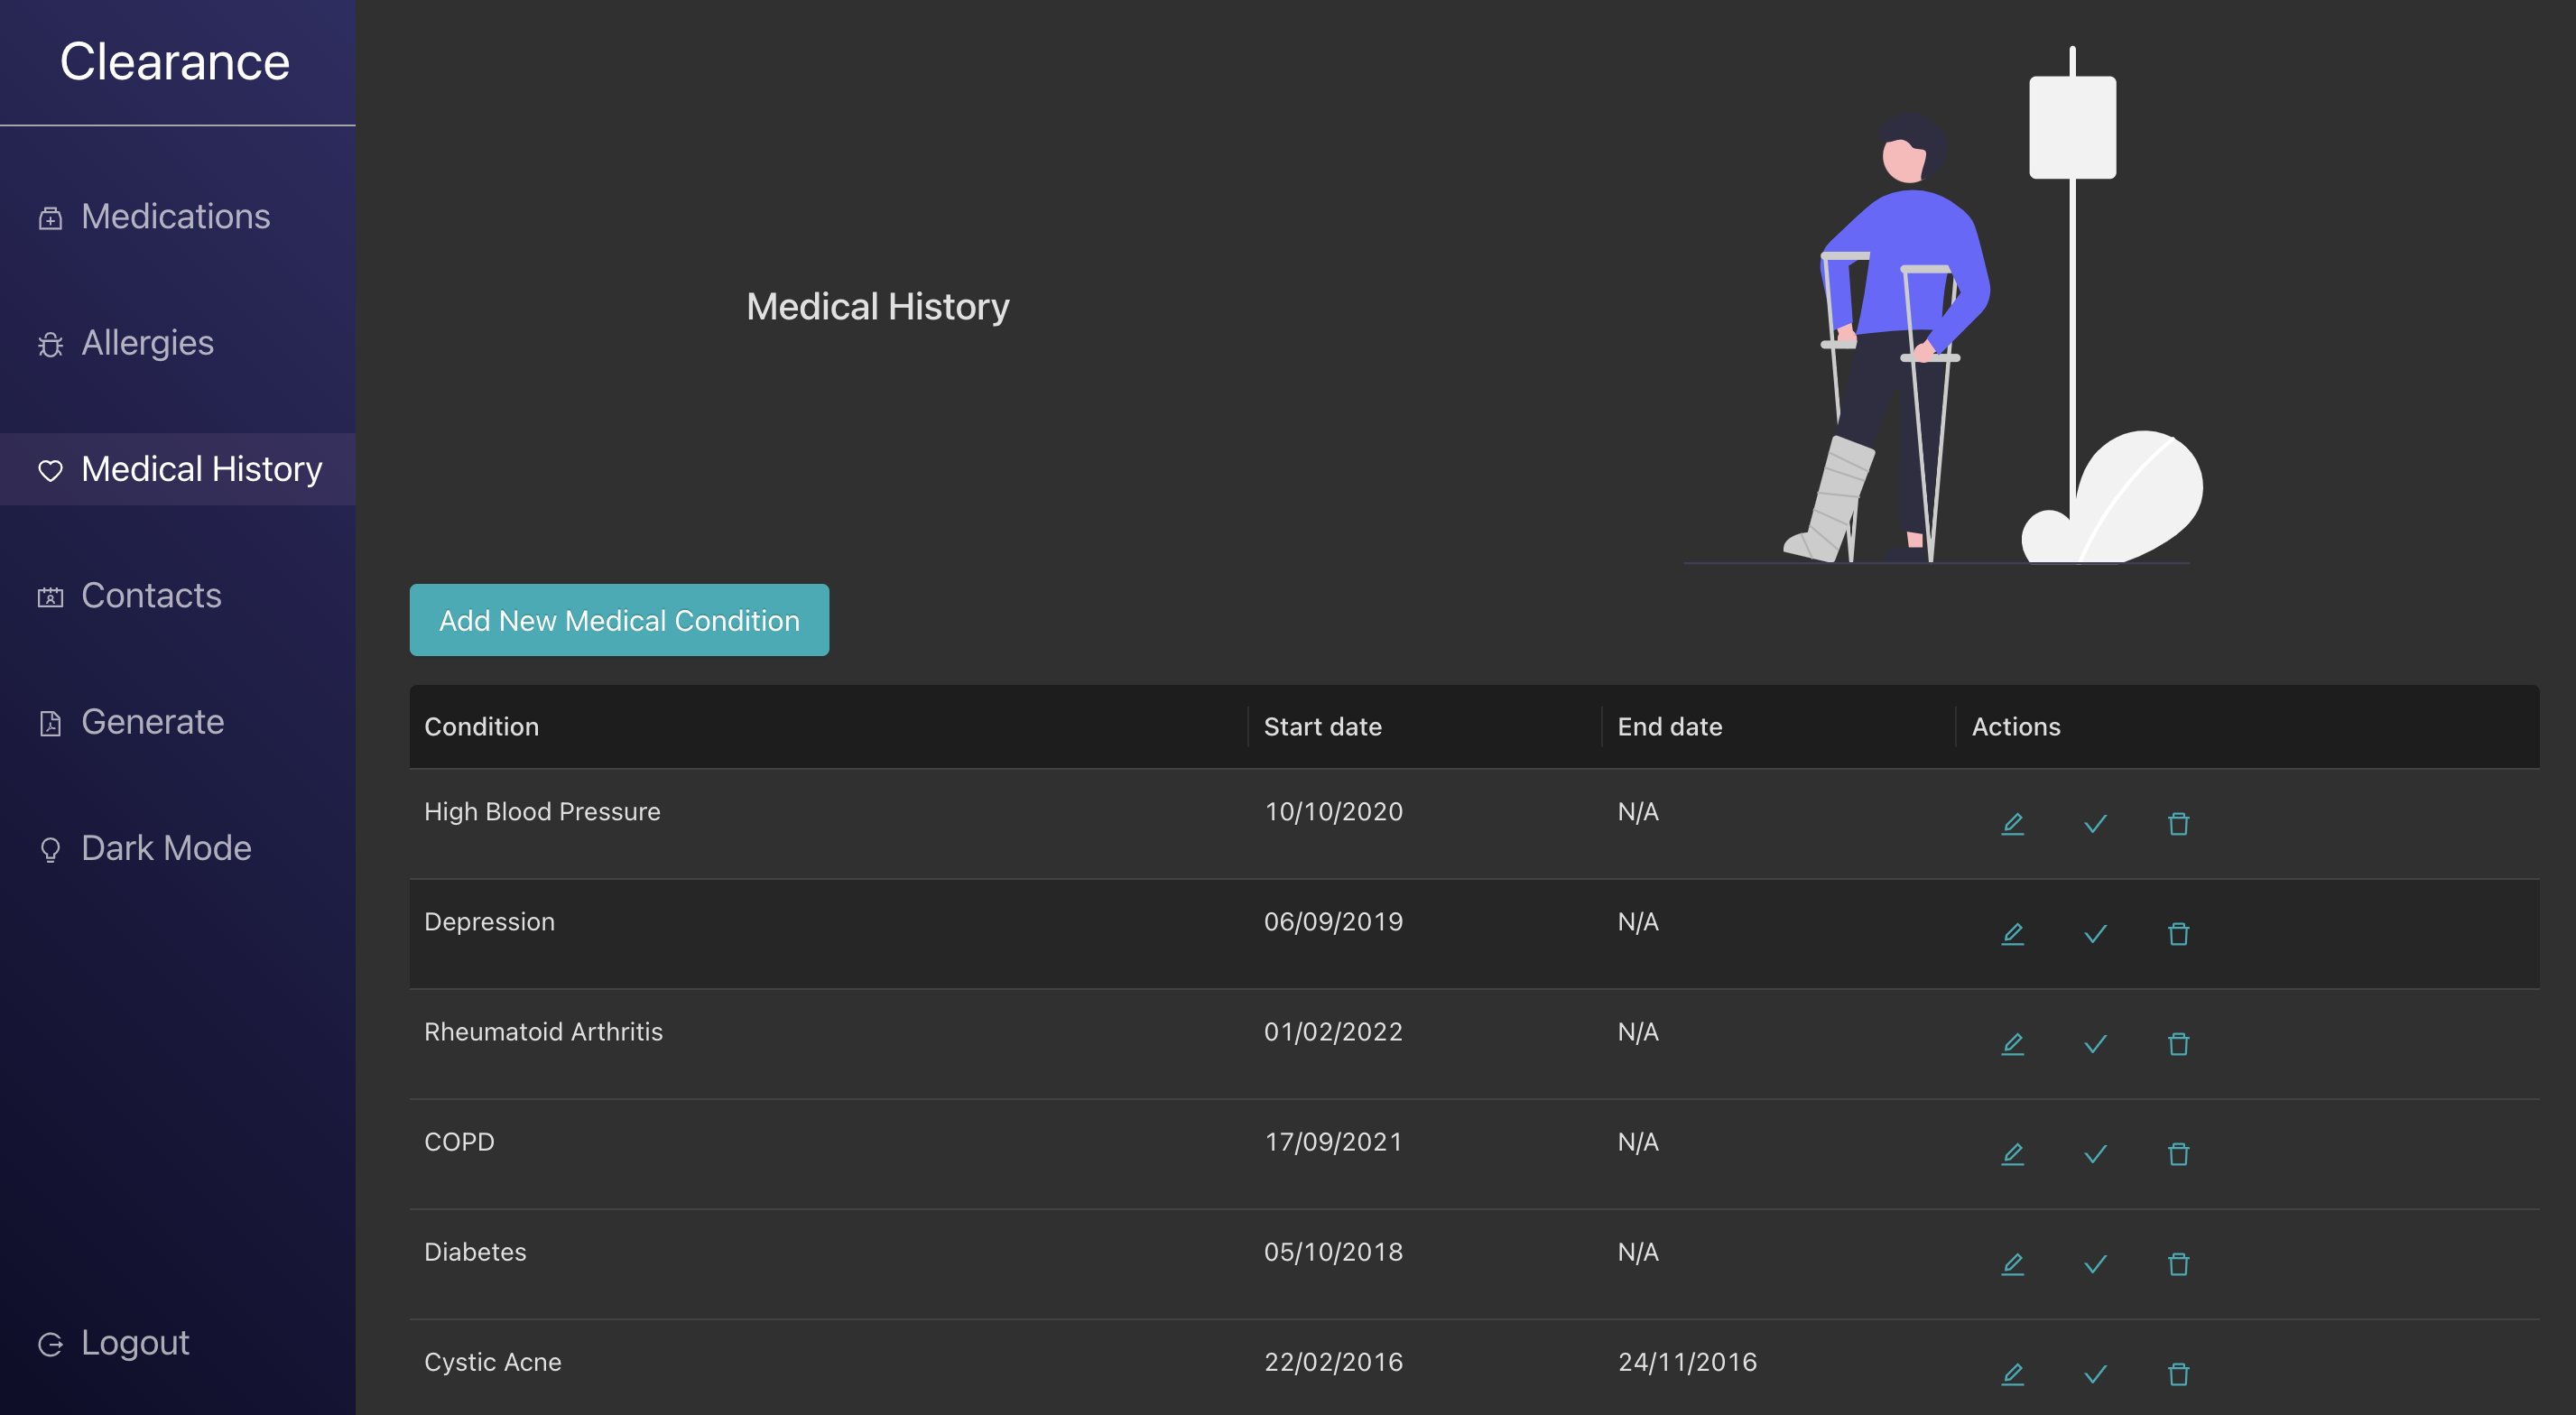 Clearance
Medications
Allergies
Medical History
Contacts
Generate
Dark Mode
Logout
Medical History
Add New Medical Condition
Condition Start date End date Actions
High Blood Pressure 10/10/2020 N/A
Depression 06/09/2019 N/A
Rheumatoid Arthritis 01/02/2022 N/A
COPD 17/09/2021 N/A
Diabetes 05/10/2018 N/A
Cystic Acne 22/02/2016 24/11/2016